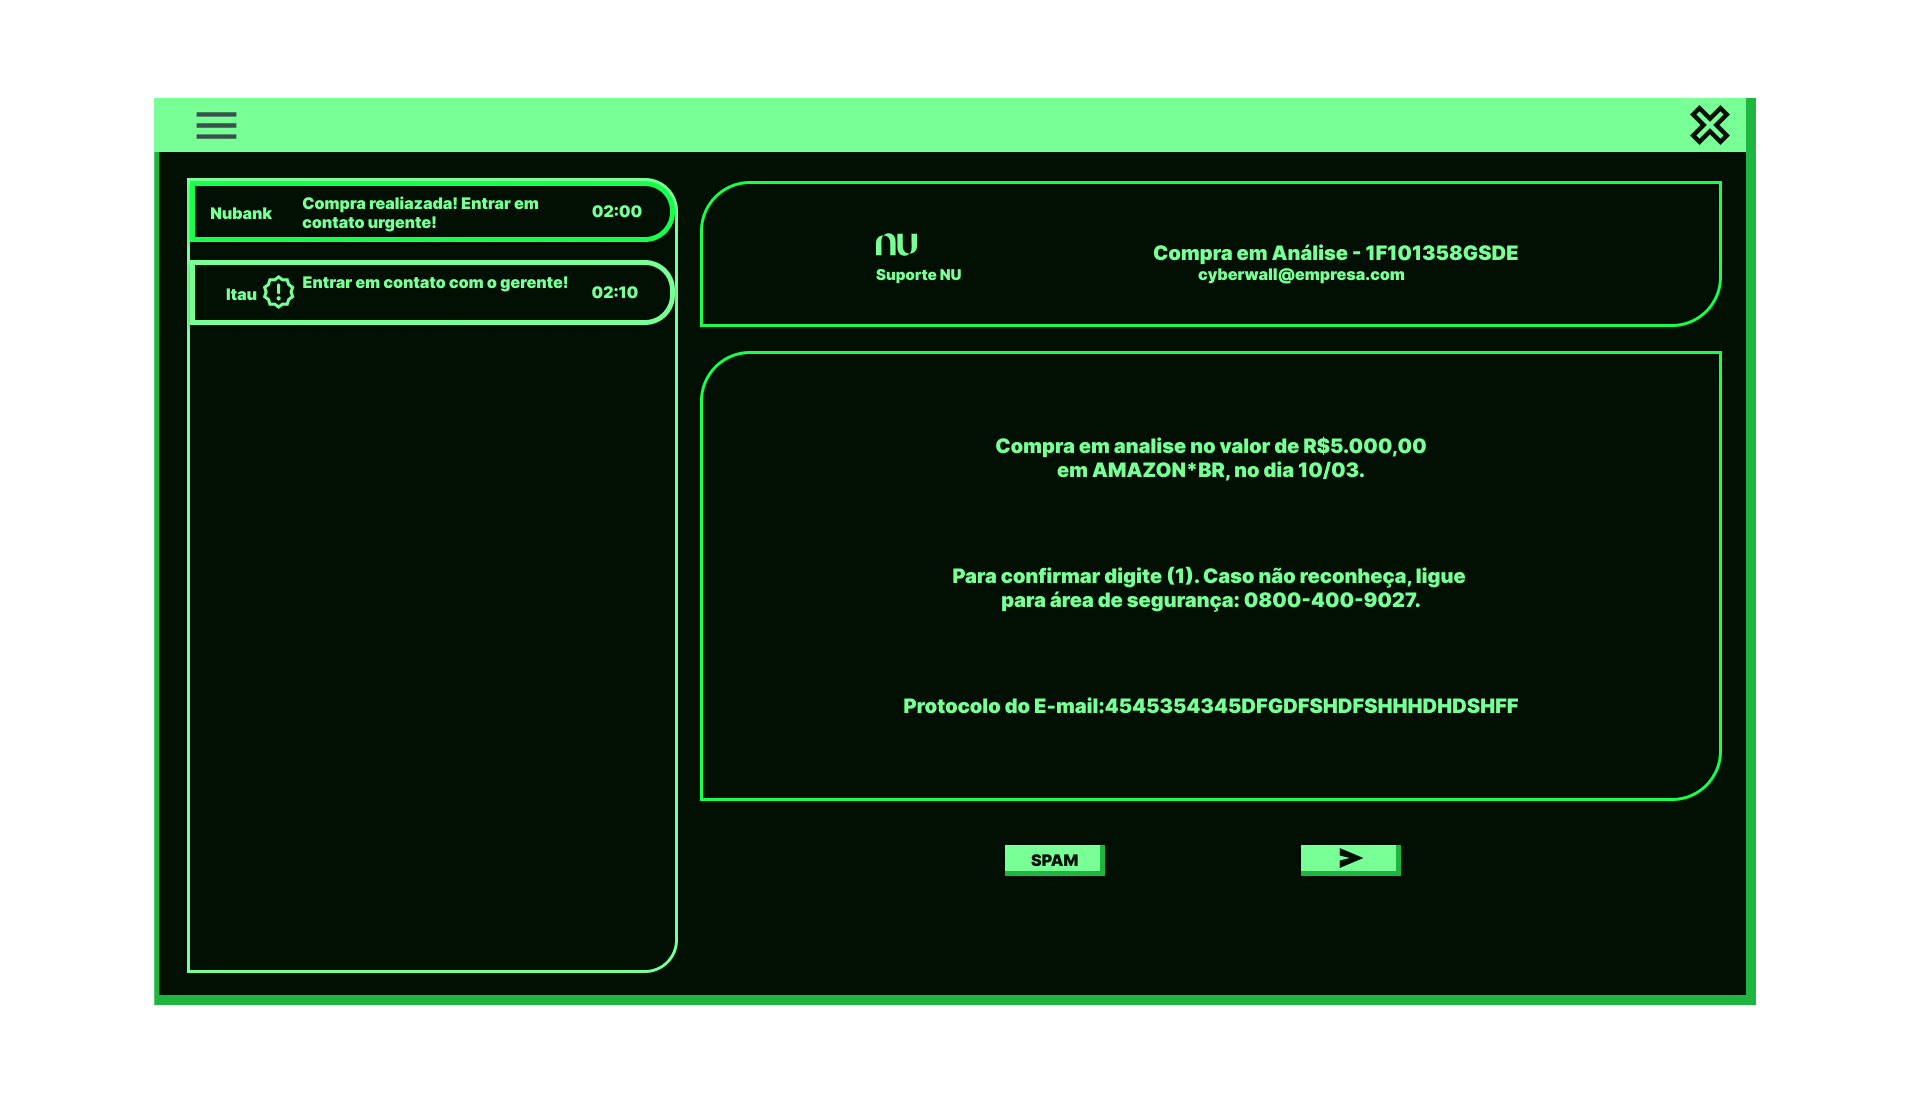 Nubank
Compra realiazada! Entrar em
contato urgente!
02:00
Itau
Entrar em contato com o gerente!
02:10
nu
Suporte NU
Compra em Análise - 1F101358GSDE
cyberwall@empresa.com
Compra em analise no valor de R$5.000,00
em AMAZON*BR, no dia 10/03.
Para confirmar digite (1). Caso não reconheça, ligue
para área de segurança: 0800-400-9027.
Protocolo do E-mail:4545354345DFGDFSHDFSHHHDHDSHFF
SPAM